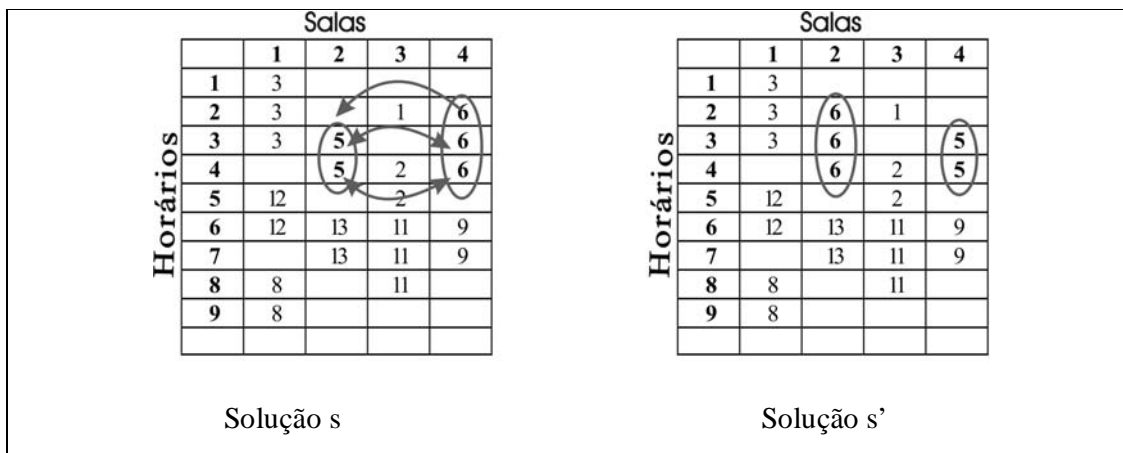 Salas Salas
1 2 3 4 1 2 3 4
1 3 1 3
2 3 1 6 2 3 6 1
3 3 5 6 3 3 6 5
4 5 2 6 4 6 2 5
5 12 2 5 12 2
6 12 13 11 9 6 12 13 11 9
7 13 11 9 7 13 11 9
8 8 11 8 8 11
9 8 9 8
Horários Horários
Solução s Solução s’